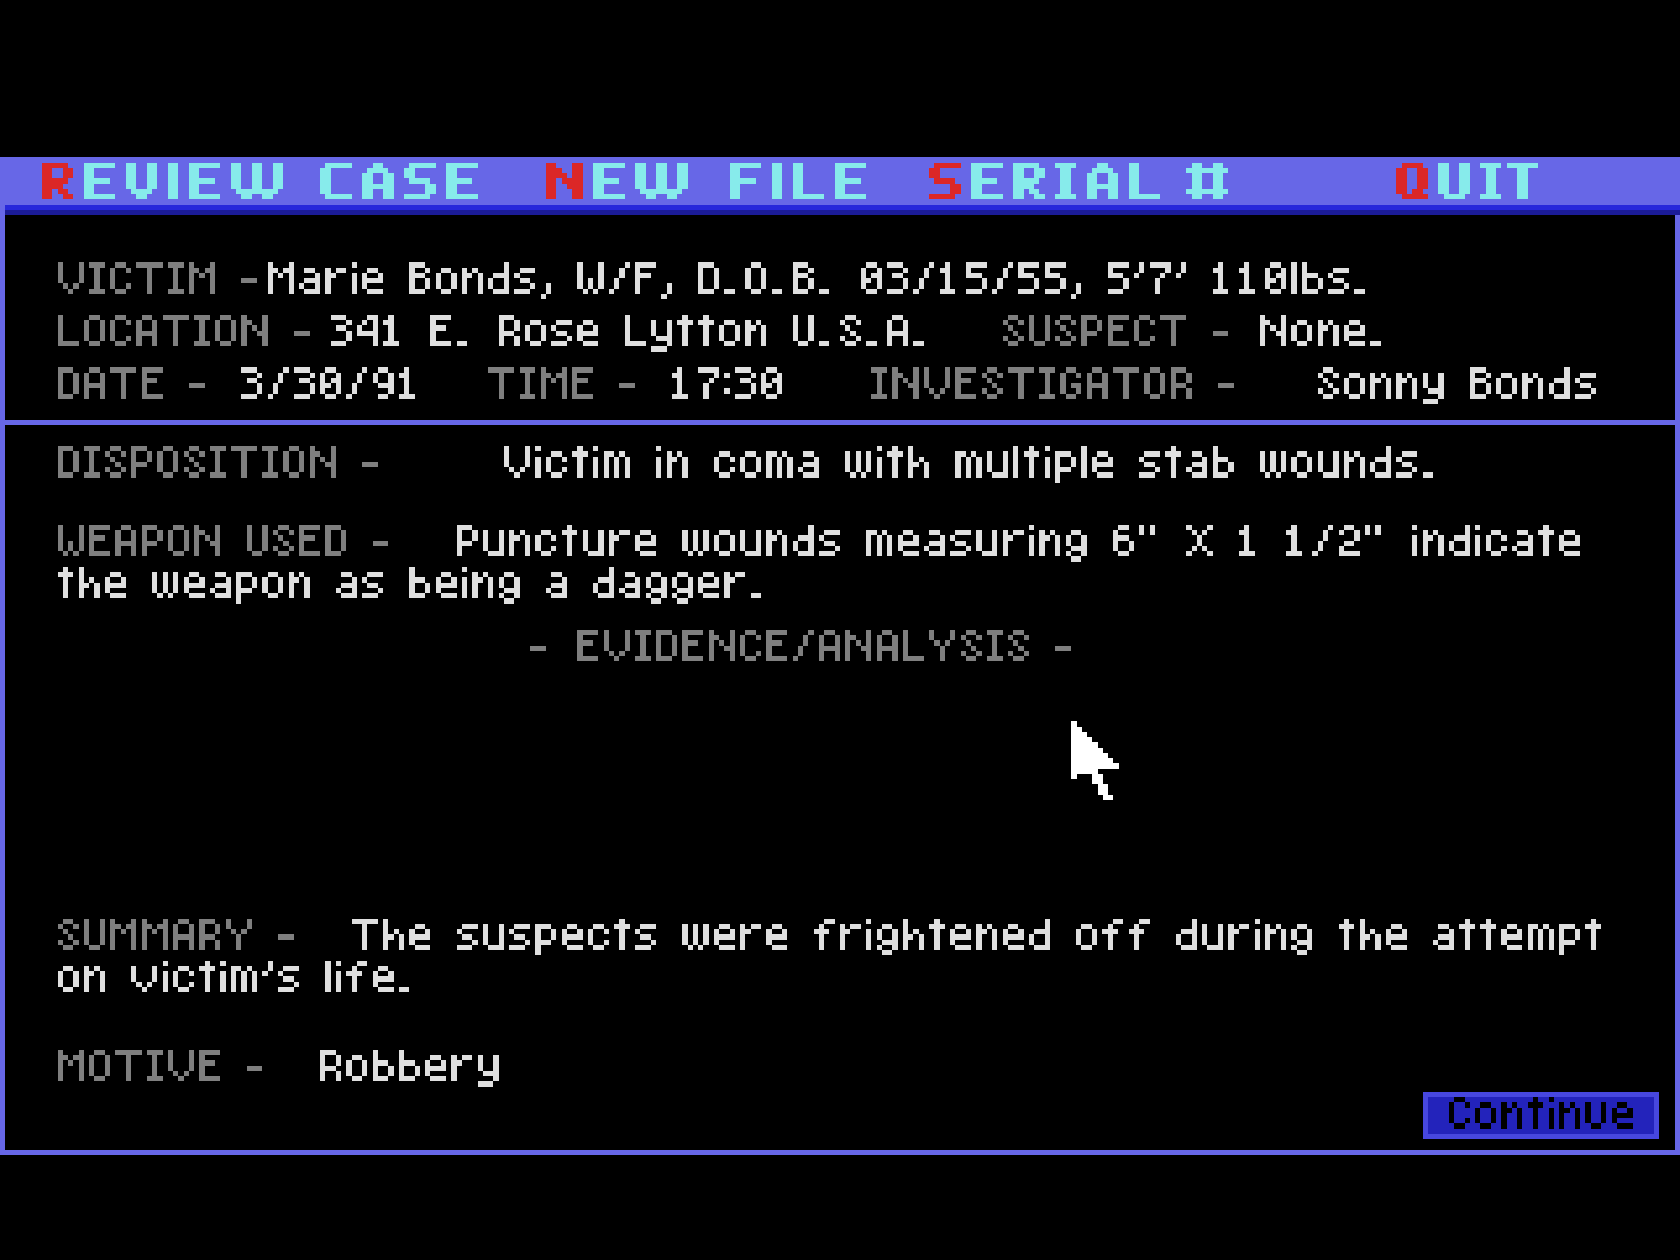 REVIEW CASE NEW FILE SERIAL # QUIT
VICTIM - Marie Bonds, W/F, D.O.B. 03/15/55, 5'7' 110lbs.
LOCATION - 341 E. Rose Lytton U.S.A. SUSPECT - None.
DATE - 3/30/91 TIME - 17:30 INVESTIGATOR - Sonny Bonds
DISPOSITION - Victim in coma with multiple stab wounds.
WEAPON USED - Puncture wounds measuring 6" X 1 1/2" indicate
the weapon as being a dagger.
- EVIDENCE/ANALYSIS -
SUMMARY - The suspects were frightened off during the attempt
on victim's life.
MOTIVE - Robbery
Continue